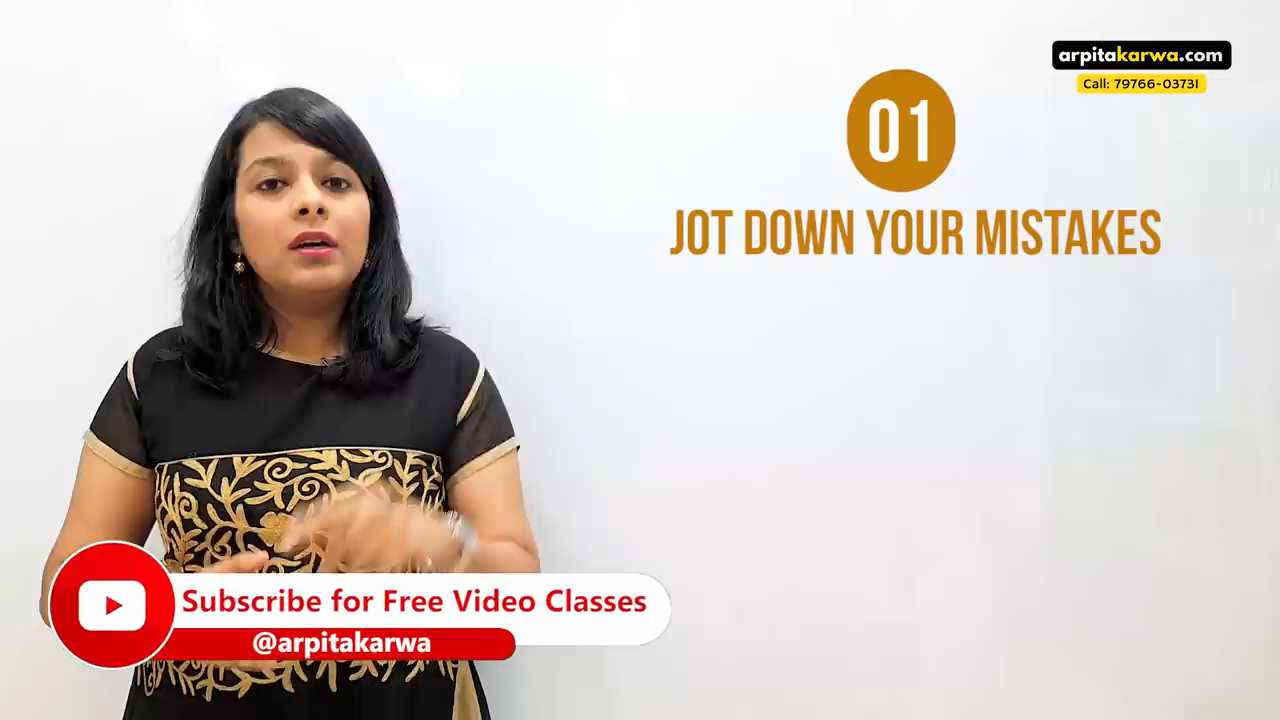 arpitakarwa.com
Call: 79766-03731
01
JOT DOWN YOUR MISTAKES
Subscribe for Free Video Classes
@arpitakarwa